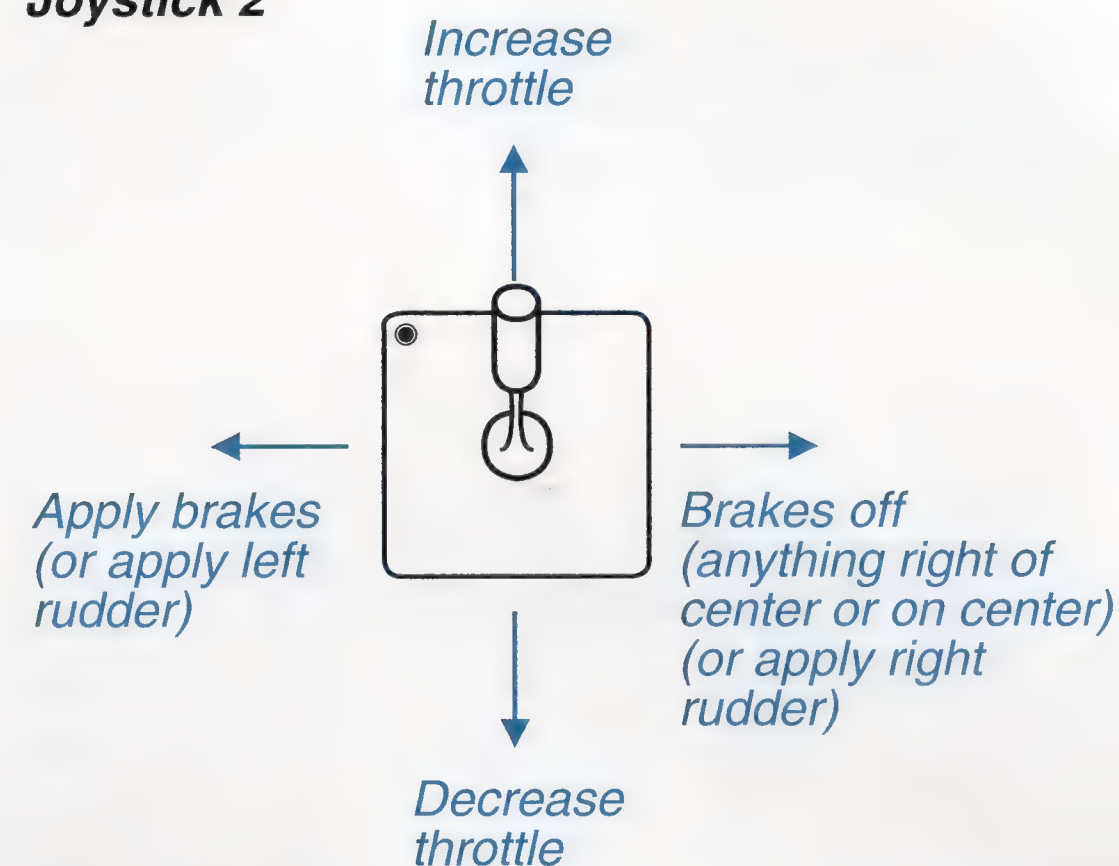 Joystick 2
Increase
throttle
Apply brakes
(or apply left
rudder)
Brakes off
(anything right of
center or on center)
(or apply right
rudder)
Decrease
throttle